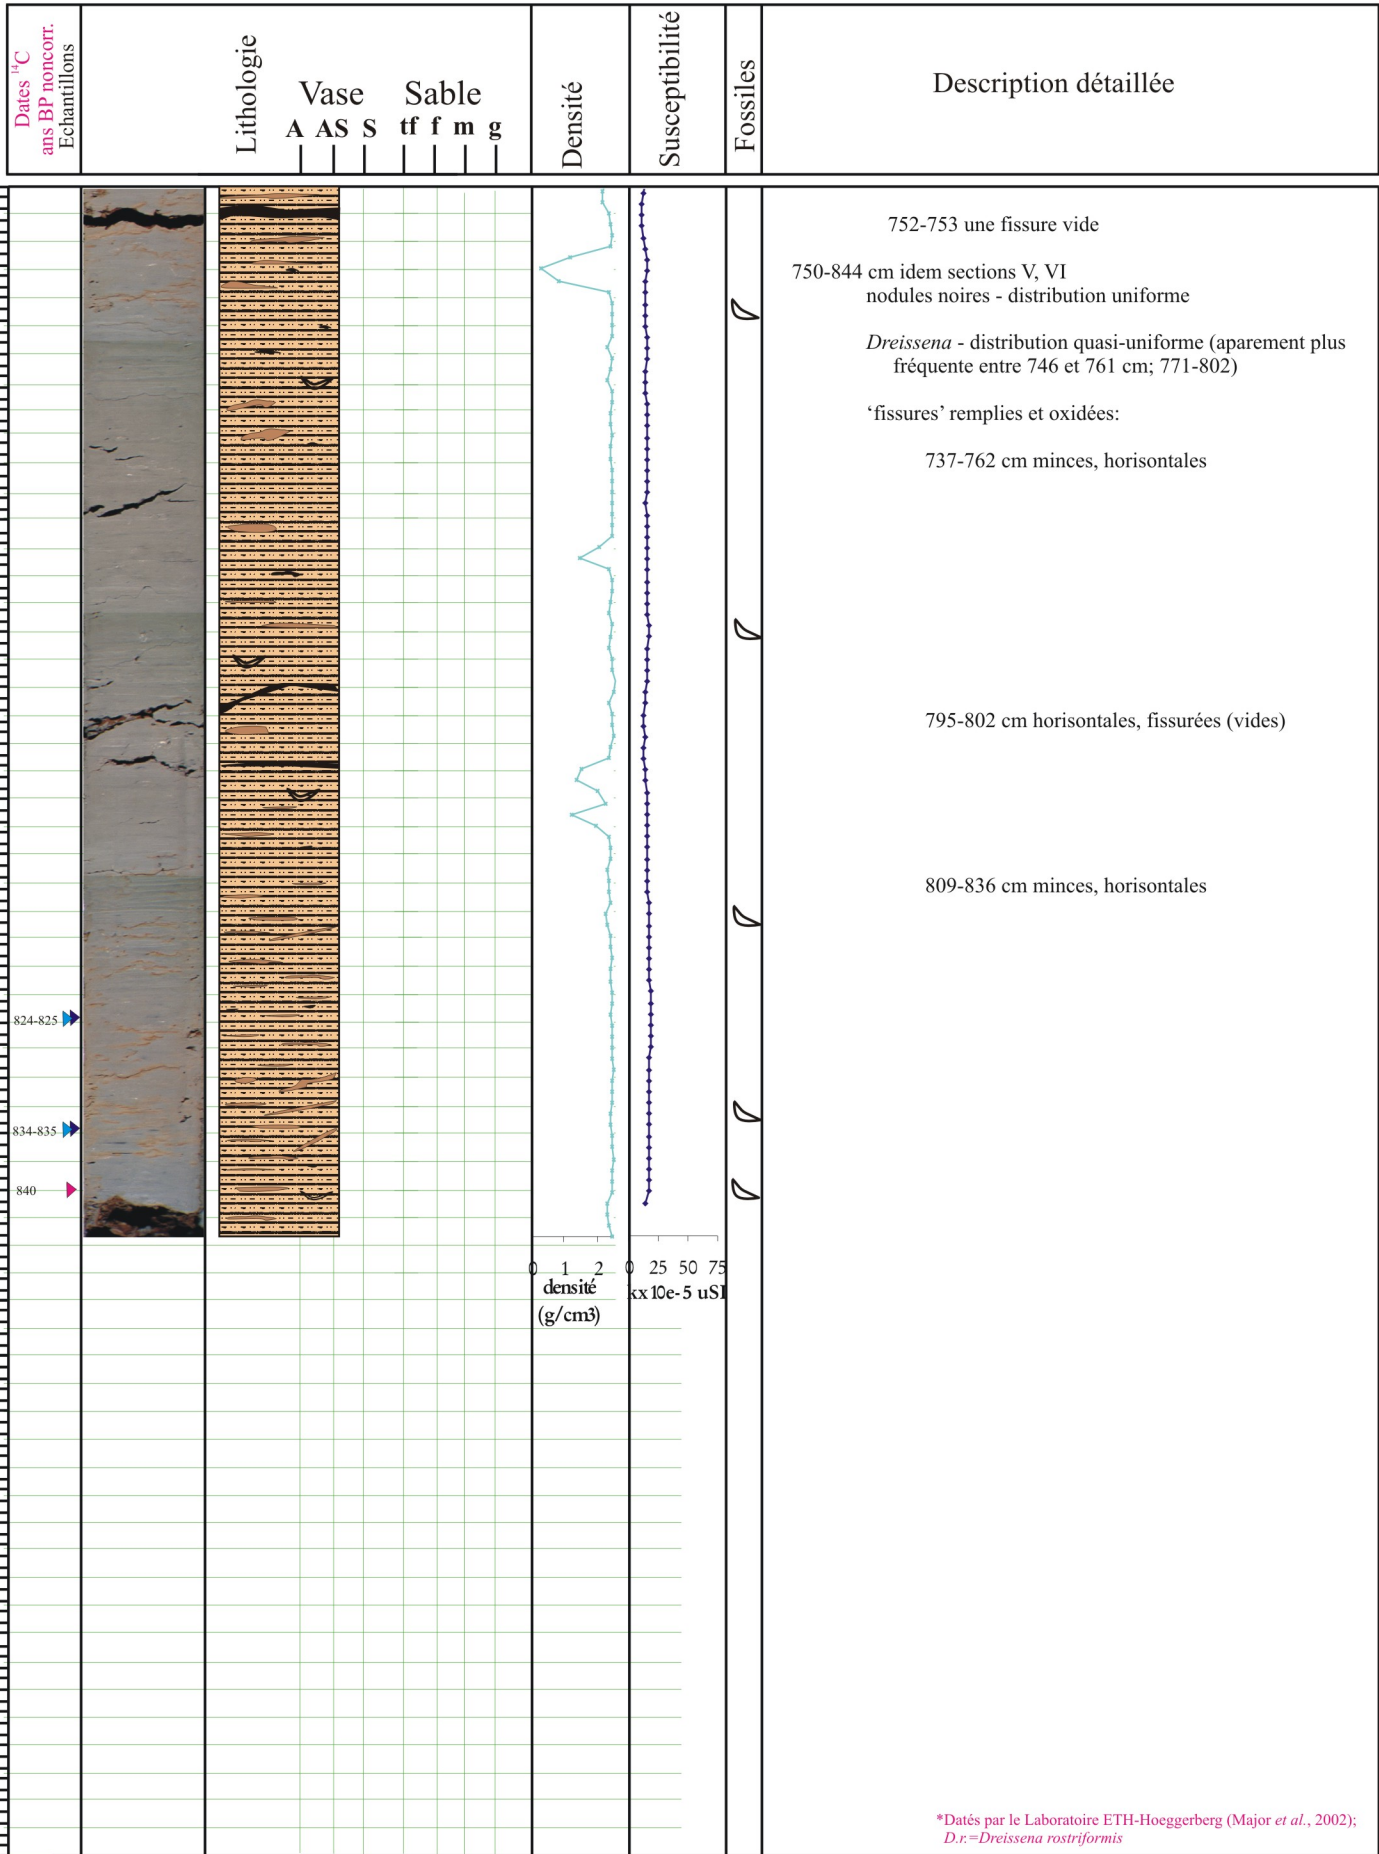 Dates ¹⁴C
ans BP noncorr.
Echantillons
Lithologie
Vase
Sable
A AS S tf f m g
Densité
Susceptibilité
Fossiles
Description détaillée
752-753 une fissure vide
750-844 cm idem sections V, VI
nodules noires - distribution uniforme
Dreissena - distribution quasi-uniforme (aparement plus
fréquente entre 746 et 761 cm; 771-802)
‘fissures’ remplies et oxidées:
737-762 cm minces, horisontales
795-802 cm horisontales, fissurées (vides)
809-836 cm minces, horisontales
824-825
834-835
840
0 1 2
densité
(g/cm3)
0 25 50 75
kx10e-5 uSI
*Datés par le Laboratoire ETH-Hoeggerberg (Major et al., 2002);
D.r.=Dreissena rostriformis